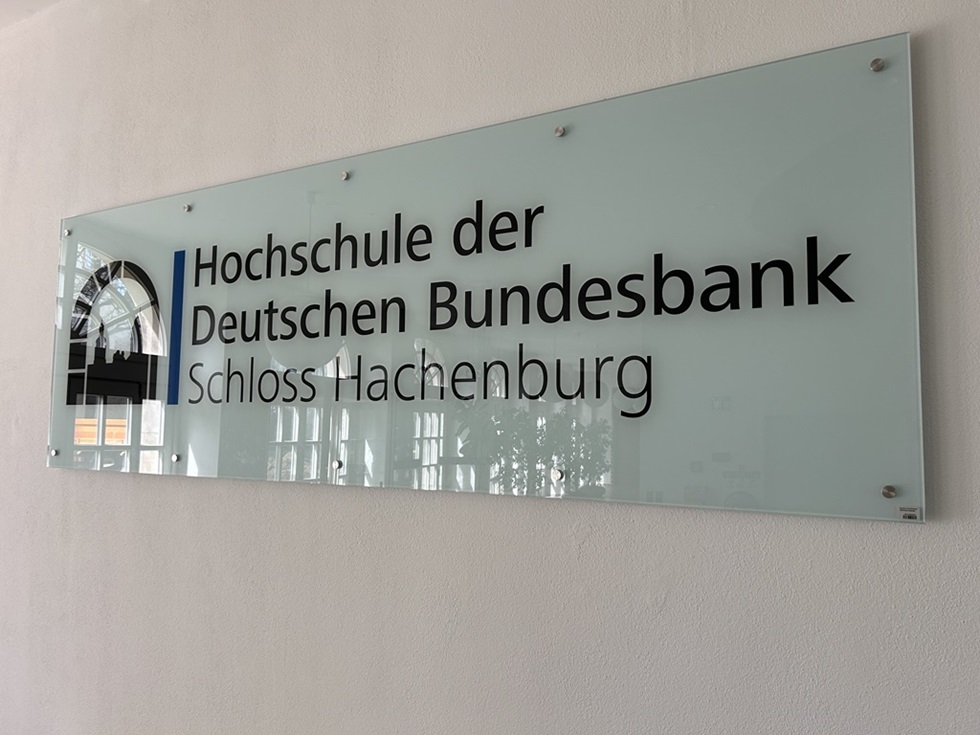 Hochschule der
Deutschen Bundesbank
Schloss Hachenburg